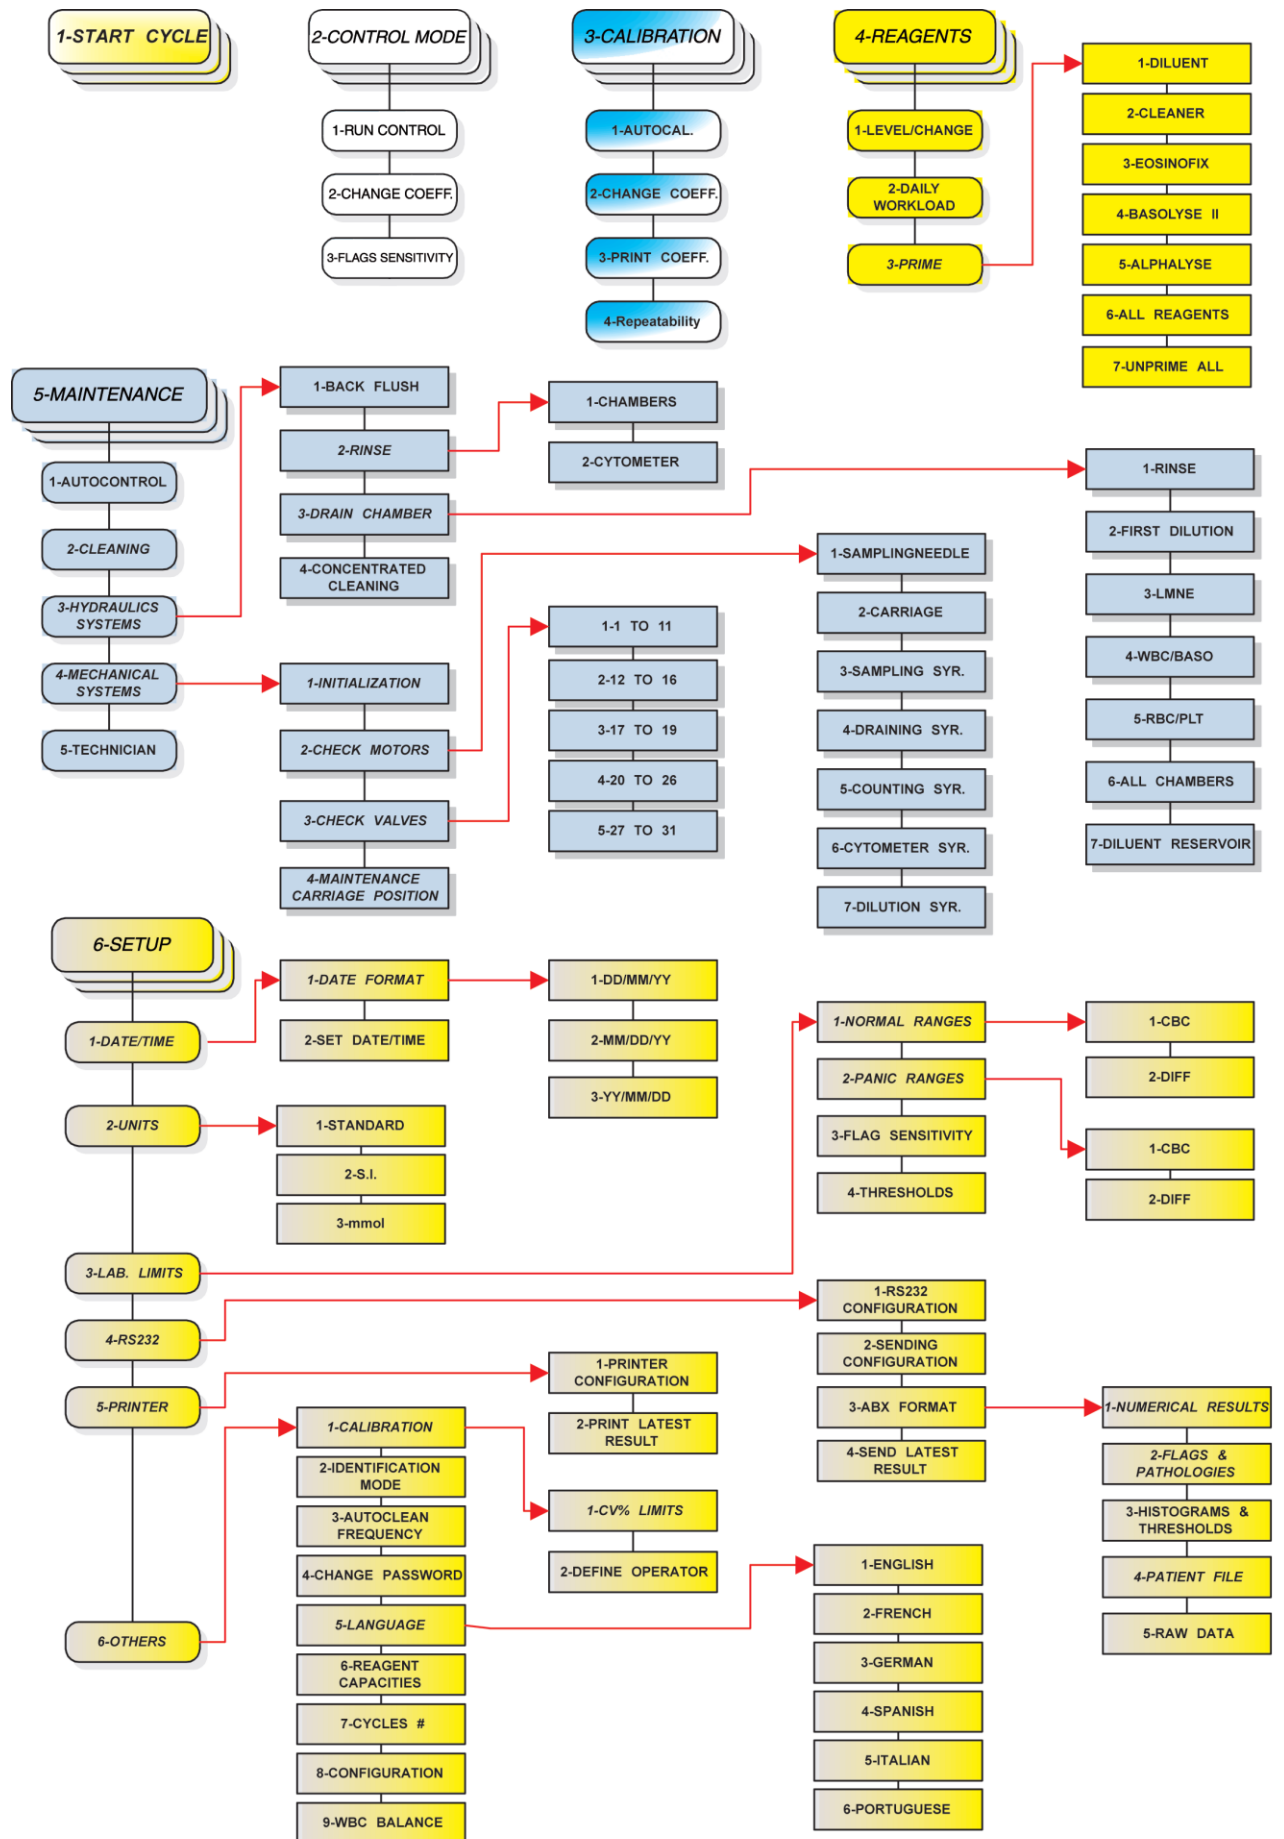 1-START CYCLE
2-CONTROL MODE
1-RUN CONTROL
2-CHANGE COEFF.
3-FLAGS SENSITIVITY
3-CALIBRATION
1-AUTOCAL.
2-CHANGE COEFF.
3-PRINT COEFF.
4-Repeatability
4-REAGENTS
1-LEVEL/CHANGE
2-DAILY
WORKLOAD
3-PRIME
1-DILUENT
2-CLEANER
3-EOSINOFIX
4-BASOLYSE II
5-ALPHALYSE
6-ALL REAGENTS
7-UNPRIME ALL
5-MAINTENANCE
1-AUTOCONTROL
2-CLEANING
3-HYDRAULICS
SYSTEMS
4-MECHANICAL
SYSTEMS
5-TECHNICIAN
1-BACK FLUSH
2-RINSE
3-DRAIN CHAMBER
4-CONCENTRATED
CLEANING
1-CHAMBERS
2-CYTOMETER
1-RINSE
2-FIRST DILUTION
3-LMNE
4-WBC/BASO
5-RBC/PLT
6-ALL CHAMBERS
7-DILUENT RESERVOIR
1-INITIALIZATION
2-CHECK MOTORS
3-CHECK VALVES
4-MAINTENANCE
CARRIAGE POSITION
1-1 TO 11
2-12 TO 16
3-17 TO 19
4-20 TO 26
5-27 TO 31
1-SAMPLINGNEEDLE
2-CARRIAGE
3-SAMPLING SYR.
4-DRAINING SYR.
5-COUNTING SYR.
6-CYTOMETER SYR.
7-DILUTION SYR.
6-SETUP
1-DATE/TIME
2-UNITS
3-LAB. LIMITS
4-RS232
5-PRINTER
6-OTHERS
1-DATE FORMAT
2-SET DATE/TIME
1-DD/MM/YY
2-MM/DD/YY
3-YY/MM/DD
1-STANDARD
2-S.I.
3-mmol
1-NORMAL RANGES
2-PANIC RANGES
3-FLAG SENSITIVITY
4-THRESHOLDS
1-CBC
2-DIFF
1-CBC
2-DIFF
1-RS232
CONFIGURATION
2-SENDING
CONFIGURATION
3-ABX FORMAT
4-SEND LATEST
RESULT
1-NUMERICAL RESULTS
2-FLAGS &
PATHOLOGIES
3-HISTOGRAMS &
THRESHOLDS
4-PATIENT FILE
5-RAW DATA
1-PRINTER
CONFIGURATION
2-PRINT LATEST
RESULT
1-CALIBRATION
2-IDENTIFICATION
MODE
3-AUTOCLEAN
FREQUENCY
4-CHANGE PASSWORD
5-LANGUAGE
6-REAGENT
CAPACITIES
7-CYCLES #
8-CONFIGURATION
9-WBC BALANCE
1-CV% LIMITS
2-DEFINE OPERATOR
1-ENGLISH
2-FRENCH
3-GERMAN
4-SPANISH
5-ITALIAN
6-PORTUGUESE